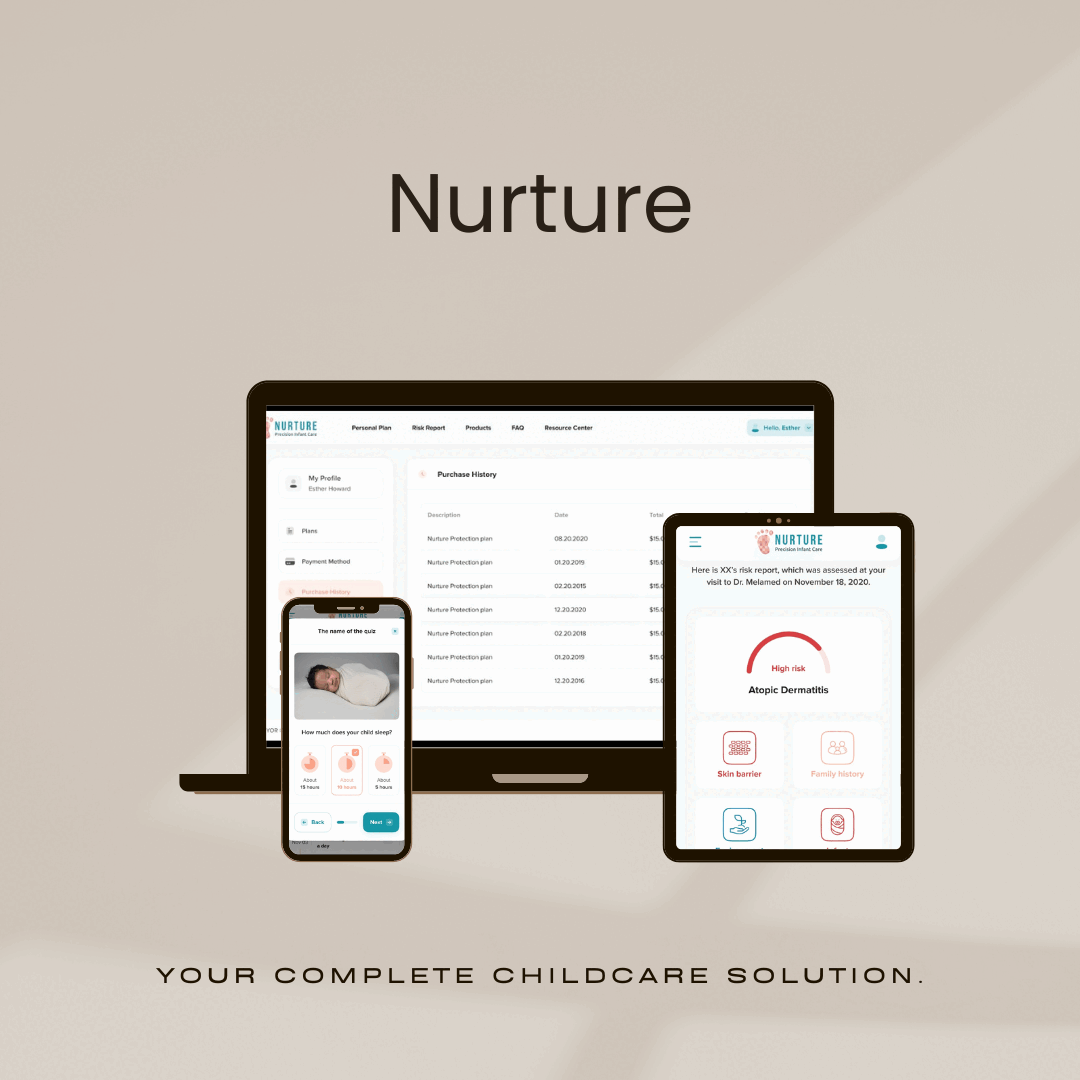 Nurture
NURTURE
Precision Infant Care
Personal Plan
Risk Report
Products
FAQ
Resource Center
Hello, Esther
My Profile
Esther Howard
Plans
Payment Method
Purchase History
Purchase History
Description Date Total
Nurture Protection plan 08.20.2020 $15.0
Nurture Protection plan 01.20.2019 $15.0
Nurture Protection plan 02.20.2015 $15.0
Nurture Protection plan 12.20.2020 $15.0
Nurture Protection plan 02.20.2018 $15.0
Nurture Protection plan 01.20.2019 $15.0
Nurture Protection plan 12.20.2016 $15.0
The name of the quiz
How much does your child sleep?
About
15 hours
About
10 hours
About
5 hours
Back
Next
a day
NURTURE
Precision Infant Care
Here is XX's risk report, which was assessed at your
visit to Dr. Melamed on November 18, 2020.
High risk
Atopic Dermatitis
Skin barrier
Family history
YOUR COMPLETE CHILDCARE SOLUTION.